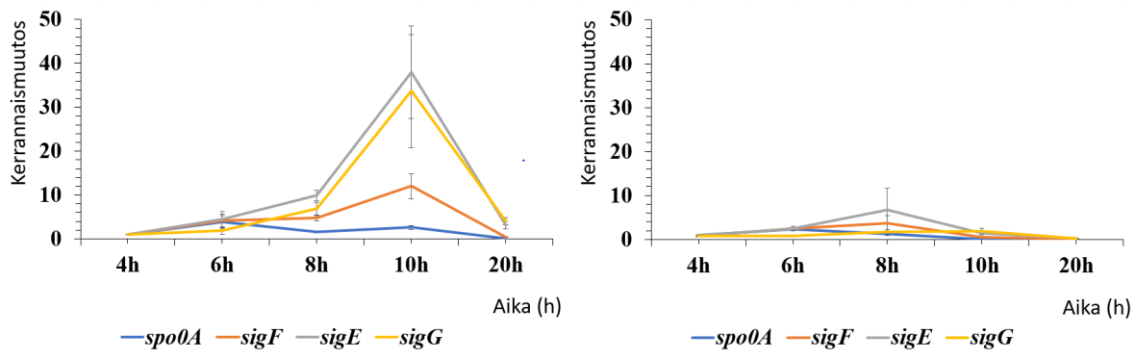 Kerrannaismuutos
50
40
30
20
10
0
4h 6h 8h 10h 20h
Aika (h)
spo0A sigF sigE sigG
Kerrannaismuutos
50
40
30
20
10
0
4h 6h 8h 10h 20h
Aika (h)
spo0A sigF sigE sigG